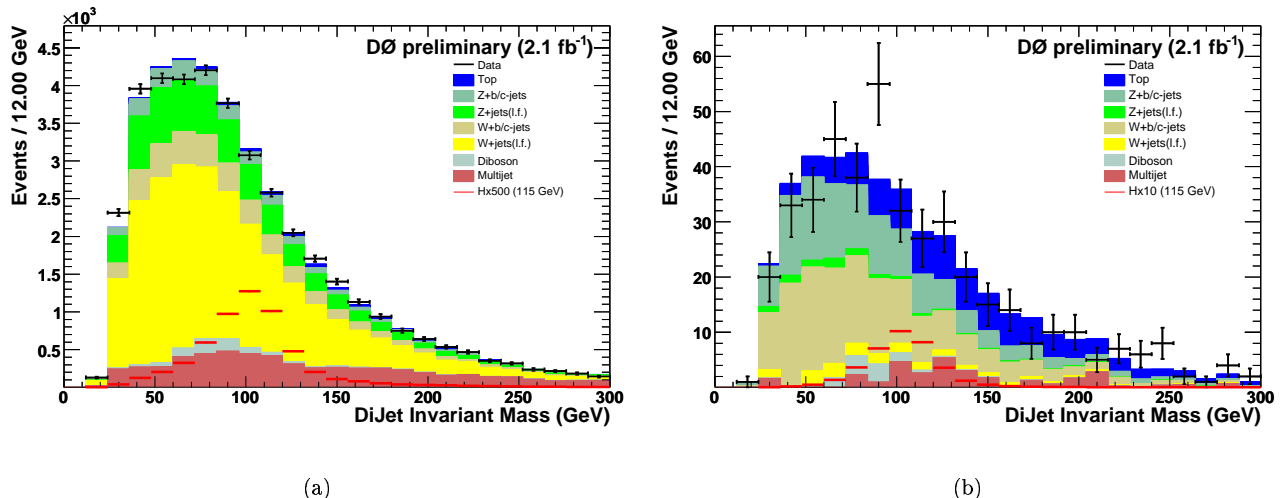 ×10³
4.5
4
3.5
3
2.5
2
1.5
1
0.5
0 50 100 150 200 250 300
Events / 12.00 GeV
DiJet Invariant Mass (GeV)
DØ preliminary (2.1 fb⁻¹)
Data
Top
Z+b/c-jets
Z+jets(l.f.)
W+b/c-jets
W+jets(l.f.)
Diboson
Multijet
Hx500 (115 GeV)
(a)
60
50
40
30
20
10
0 50 100 150 200 250 300
Events / 12.00 GeV
DiJet Invariant Mass (GeV)
DØ preliminary (2.1 fb⁻¹)
Data
Top
Z+b/c-jets
Z+jets(l.f.)
W+b/c-jets
W+jets(l.f.)
Diboson
Multijet
Hx10 (115 GeV)
(b)